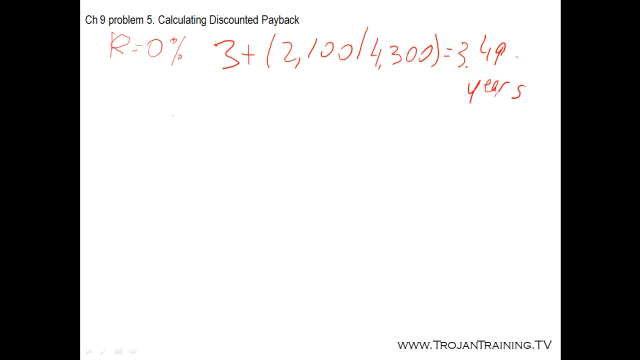 Ch 9 problem 5. Calculating Discounted Payback
R=0% 3+(2,100/4,300)=3.49
years
www.TrojanTraining.TV